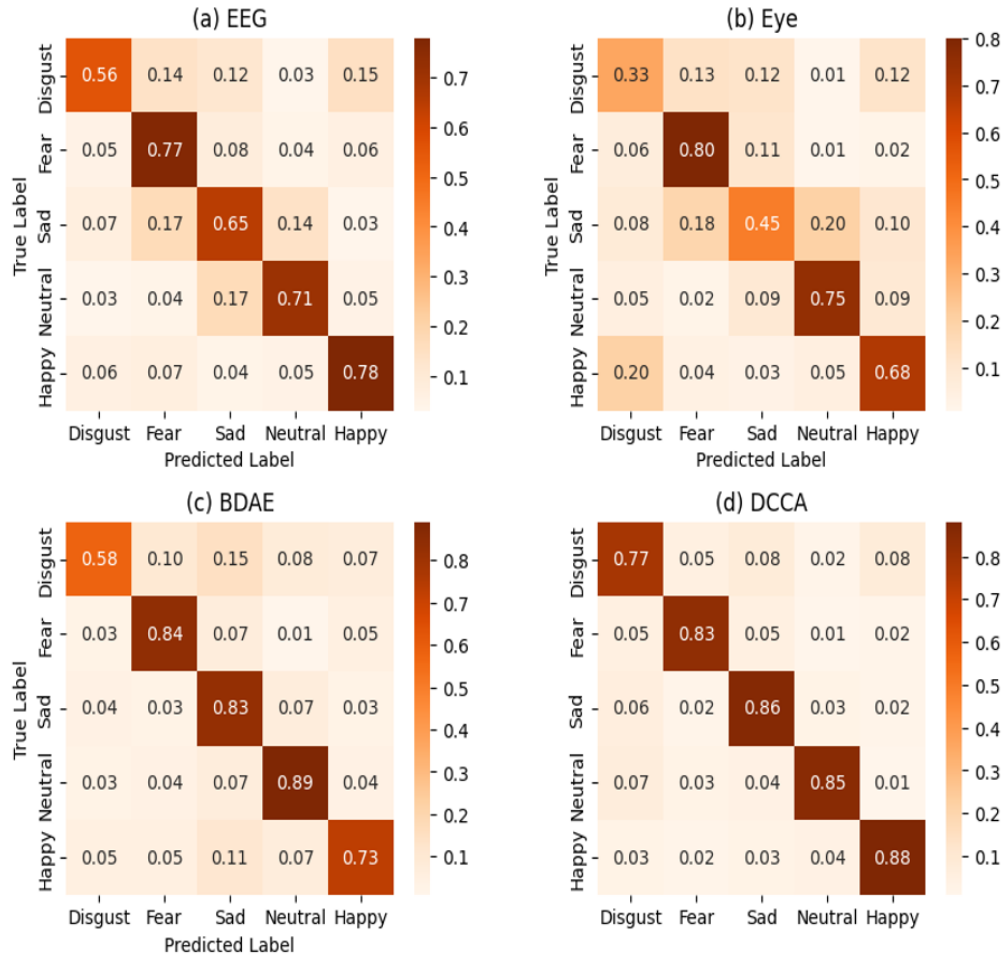 (a) EEG
True Label
Disgust 0.56 0.14 0.12 0.03 0.15
Fear 0.05 0.77 0.08 0.04 0.06
Sad 0.07 0.17 0.65 0.14 0.03
Neutral 0.03 0.04 0.17 0.71 0.05
Happy 0.06 0.07 0.04 0.05 0.78
Disgust Fear Sad Neutral Happy
Predicted Label
0.7
0.6
0.5
0.4
0.3
0.2
0.1
(b) Eye
True Label
Disgust 0.33 0.13 0.12 0.01 0.12
Fear 0.06 0.80 0.11 0.01 0.02
Sad 0.08 0.18 0.45 0.20 0.10
Neutral 0.05 0.02 0.09 0.75 0.09
Happy 0.20 0.04 0.03 0.05 0.68
Disgust Fear Sad Neutral Happy
Predicted Label
0.8
0.7
0.6
0.5
0.4
0.3
0.2
0.1
(c) BDAE
True Label
Disgust 0.58 0.10 0.15 0.08 0.07
Fear 0.03 0.84 0.07 0.01 0.05
Sad 0.04 0.03 0.83 0.07 0.03
Neutral 0.03 0.04 0.07 0.89 0.04
Happy 0.05 0.05 0.11 0.07 0.73
Disgust Fear Sad Neutral Happy
Predicted Label
0.8
0.7
0.6
0.5
0.4
0.3
0.2
0.1
(d) DCCA
Disgust 0.77 0.05 0.08 0.02 0.08
Fear 0.05 0.83 0.05 0.01 0.02
Sad 0.06 0.02 0.86 0.03 0.02
Neutral 0.07 0.03 0.04 0.85 0.01
Happy 0.03 0.02 0.03 0.04 0.88
Disgust Fear Sad Neutral Happy
0.8
0.7
0.6
0.5
0.4
0.3
0.2
0.1